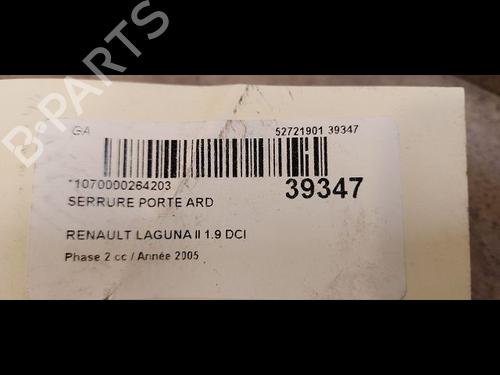 B-PARTS
GA
52721901 39347
*1070000264203
39347
SERRURE PORTE ARD
RENAULT LAGUNA II 1.9 DCI
Phase 2 cc / Année 2005